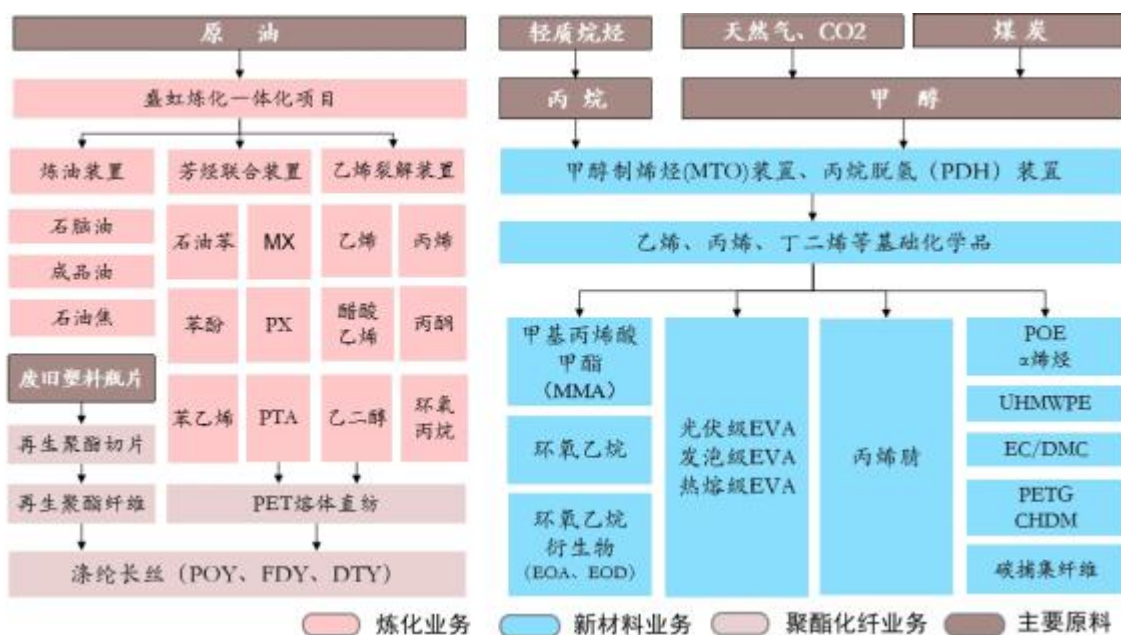 原 油
盛虹炼化一体化项目
炼油装置
芳烃联合装置
乙烯裂解装置
石脑油
成品油
石油焦
石油苯
MX
乙烯
丙烯
苯酚
PX
醋酸
乙烯
丙酮
苯乙烯
PTA
乙二醇
环氧
丙烷
废旧塑料瓶片
再生聚酯切片
再生聚酯纤维
PET熔体直纺
涤纶长丝（POY、FDY、DTY）
轻质烷烃
天然气、CO2
煤炭
丙 烷
甲 醇
甲醇制烯烃(MTO)装置、丙烷脱氢（PDH）装置
乙烯、丙烯、丁二烯等基础化学品
甲基丙烯酸
甲酯
（MMA）
环氧乙烷
环氧乙烷
衍生物
（EOA、EOD）
光伏级EVA
发泡级EVA
热熔级EVA
丙烯腈
POE
α烯烃
UHMWPE
EC/DMC
PETG
CHDM
碳捕集纤维
炼化业务
新材料业务
聚酯化纤业务
主要原料